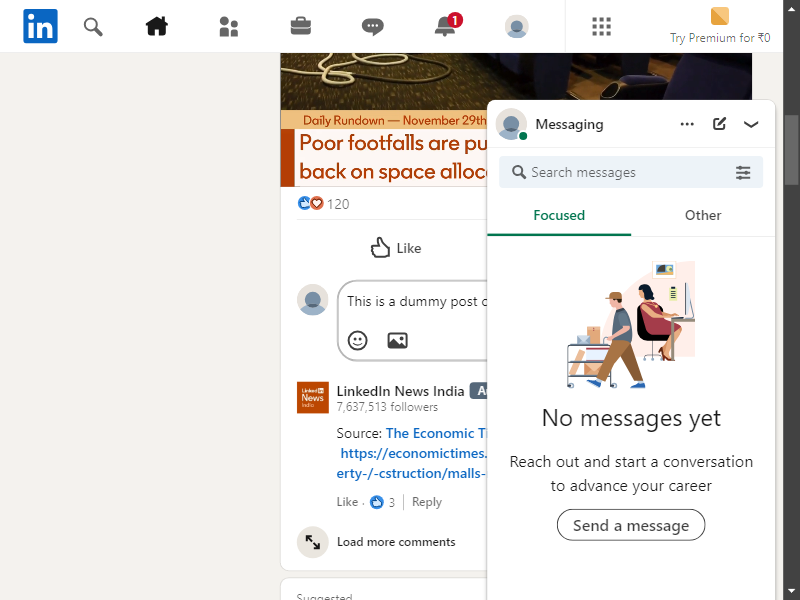 in
1
Try Premium for ₹0
Daily Rundown — November 29th
Poor footfalls are pu
back on space alloc
120
Like
This is a dummy post
LinkedIn News India
LinkedIn
News
India
7,637,513 followers
Source: The Economic T
https://economictimes.
erty-/-cstruction/malls-
Like
3
Reply
Load more comments
Suggested
Messaging
Search messages
Focused
Other
No messages yet
Reach out and start a conversation
to advance your career
Send a message